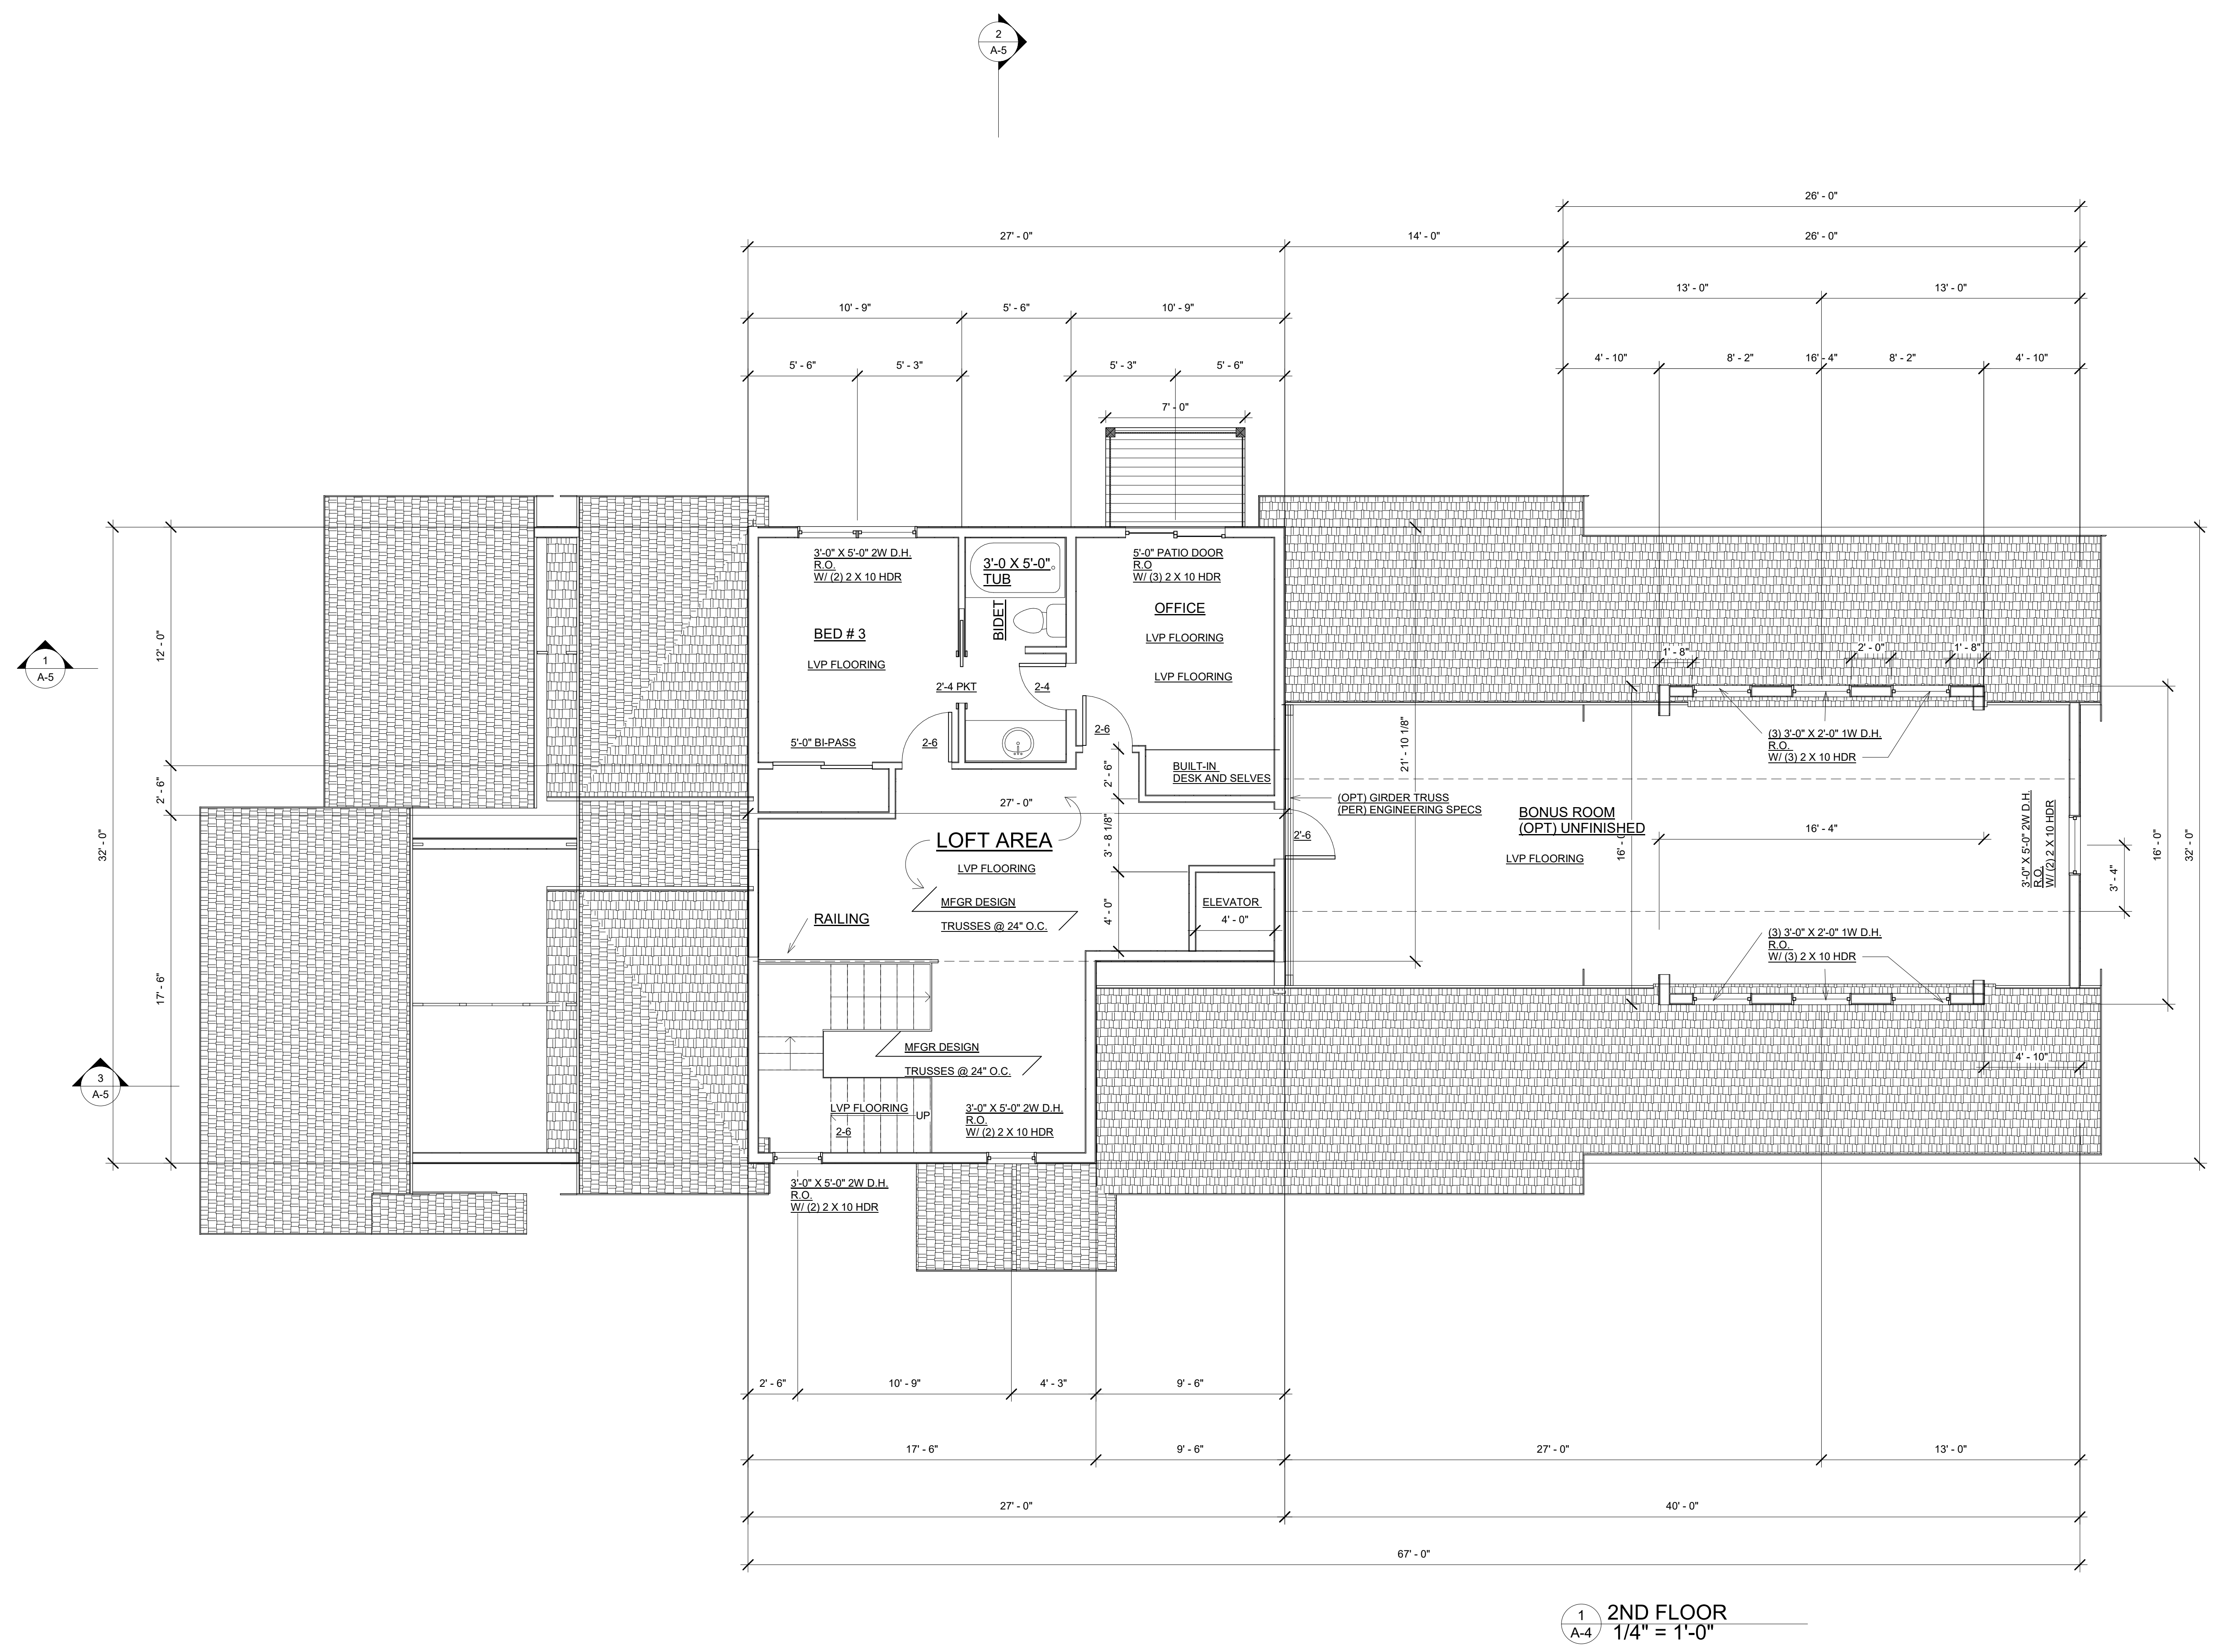 2
A-5
26' - 0"
27' - 0"
14' - 0"
26' - 0"
13' - 0"
13' - 0"
10' - 9"
5' - 6"
10' - 9"
5' - 6"
5' - 3"
5' - 3"
5' - 6"
4' - 10"
8' - 2"
16' - 4"
8' - 2"
4' - 10"
7' - 0"
3'-0" X 5'-0" 2W D.H.
R.O.
W/ (2) 2 X 10 HDR
3'-0 X 5'-0"
TUB
BIDET
5'-0" PATIO DOOR
R.O
W/ (3) 2 X 10 HDR
OFFICE
LVP FLOORING
LVP FLOORING
BED # 3
LVP FLOORING
2'-4 PKT
2-4
5'-0" BI-PASS
2-6
2-6
12' - 0"
1
A-5
2' - 6"
32' - 0"
17' - 6"
3
A-5
1' - 8"
2' - 0"
1' - 8"
(3) 3'-0" X 2'-0" 1W D.H.
R.O.
W/ (3) 2 X 10 HDR
21' - 10 1/8"
BUILT-IN
DESK AND SELVES
2' - 6"
27' - 0"
(OPT) GIRDER TRUSS
(PER) ENGINEERING SPECS
BONUS ROOM
(OPT) UNFINISHED
LVP FLOORING
16' - 0"
16' - 4"
3'-0" X 5'-0" 2W D.H.
R.O.
W/ (2) 2 X 10 HDR
3' - 4"
16' - 0"
32' - 0"
LOFT AREA
LVP FLOORING
3' - 8 1/8"
2'-6
MFGR DESIGN
TRUSSES @ 24" O.C.
4' - 0"
ELEVATOR
4' - 0"
RAILING
(3) 3'-0" X 2'-0" 1W D.H.
R.O.
W/ (3) 2 X 10 HDR
MFGR DESIGN
TRUSSES @ 24" O.C.
4' - 10"
LVP FLOORING
UP
2-6
3'-0" X 5'-0" 2W D.H.
R.O.
W/ (2) 2 X 10 HDR
3'-0" X 5'-0" 2W D.H.
R.O.
W/ (2) 2 X 10 HDR
2' - 6"
10' - 9"
4' - 3"
9' - 6"
17' - 6"
9' - 6"
27' - 0"
13' - 0"
27' - 0"
40' - 0"
67' - 0"
1
A-4
2ND FLOOR
1/4" = 1'-0"